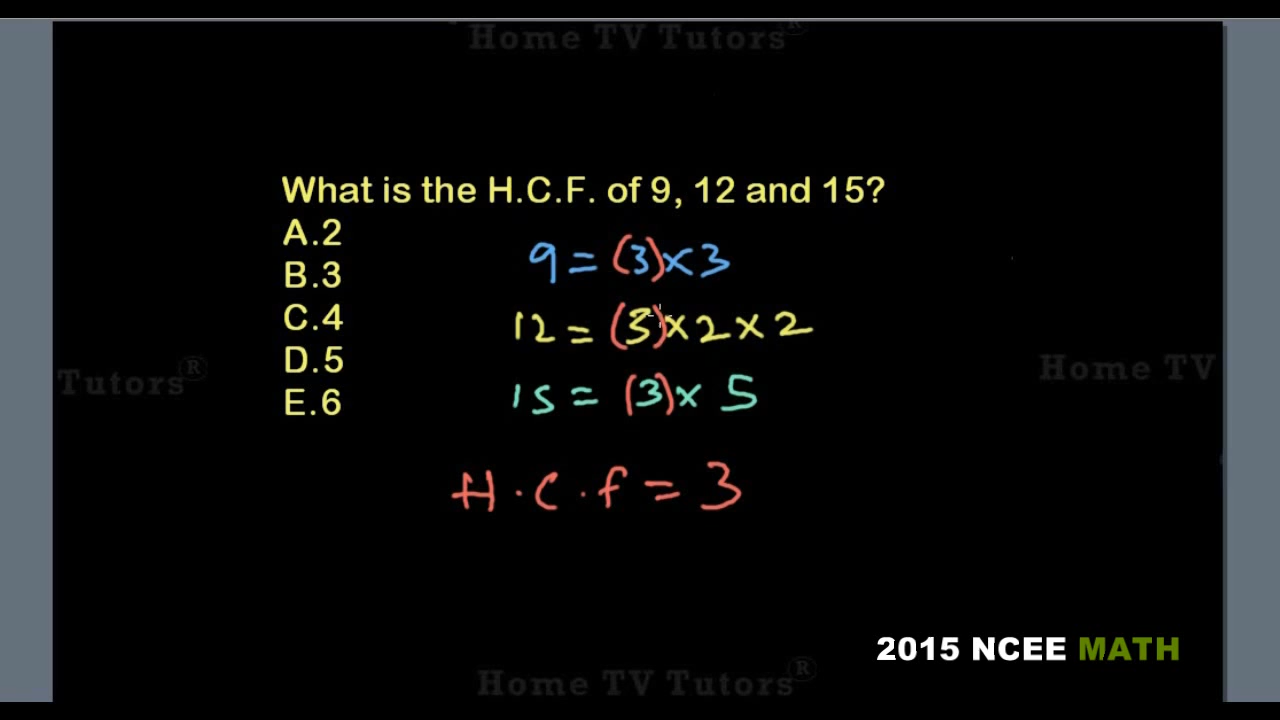 Home TV Tutors®
What is the H.C.F. of 9, 12 and 15?
A.2
B.3
C.4
D.5
E.6
9 = (3) × 3
12 = (3) × 2 × 2
15 = (3) × 5
Tutors®
Home TV
H.C.f = 3
2015 NCEE MATH
Home TV Tutors®